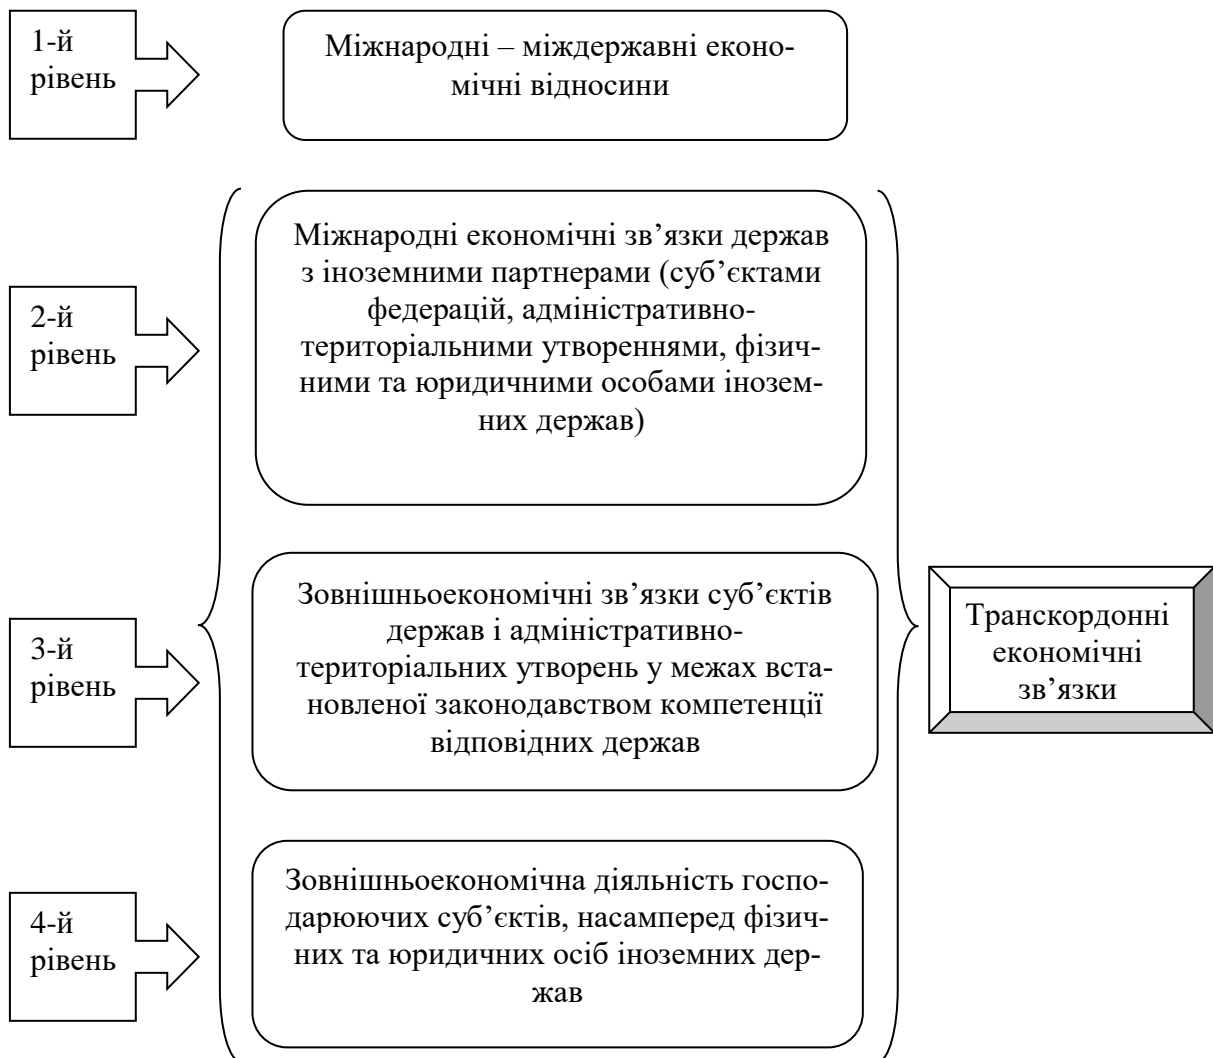 1-й
рівень
Міжнародні – міждержавні еконо-
мічні відносини
2-й
рівень
Міжнародні економічні зв’язки держав
з іноземними партнерами (суб’єктами
федерацій, адміністративно-
територіальними утвореннями, фізич-
ними та юридичними особами інозем-
них держав)
3-й
рівень
Зовнішньоекономічні зв’язки суб’єктів
держав і адміністративно-
територіальних утворень у межах вста-
новленої законодавством компетенції
відповідних держав
4-й
рівень
Зовнішньоекономічна діяльність госпо-
дарюючих суб’єктів, насамперед фізич-
них та юридичних осіб іноземних дер-
жав
Транскордонні
економічні
зв’язки